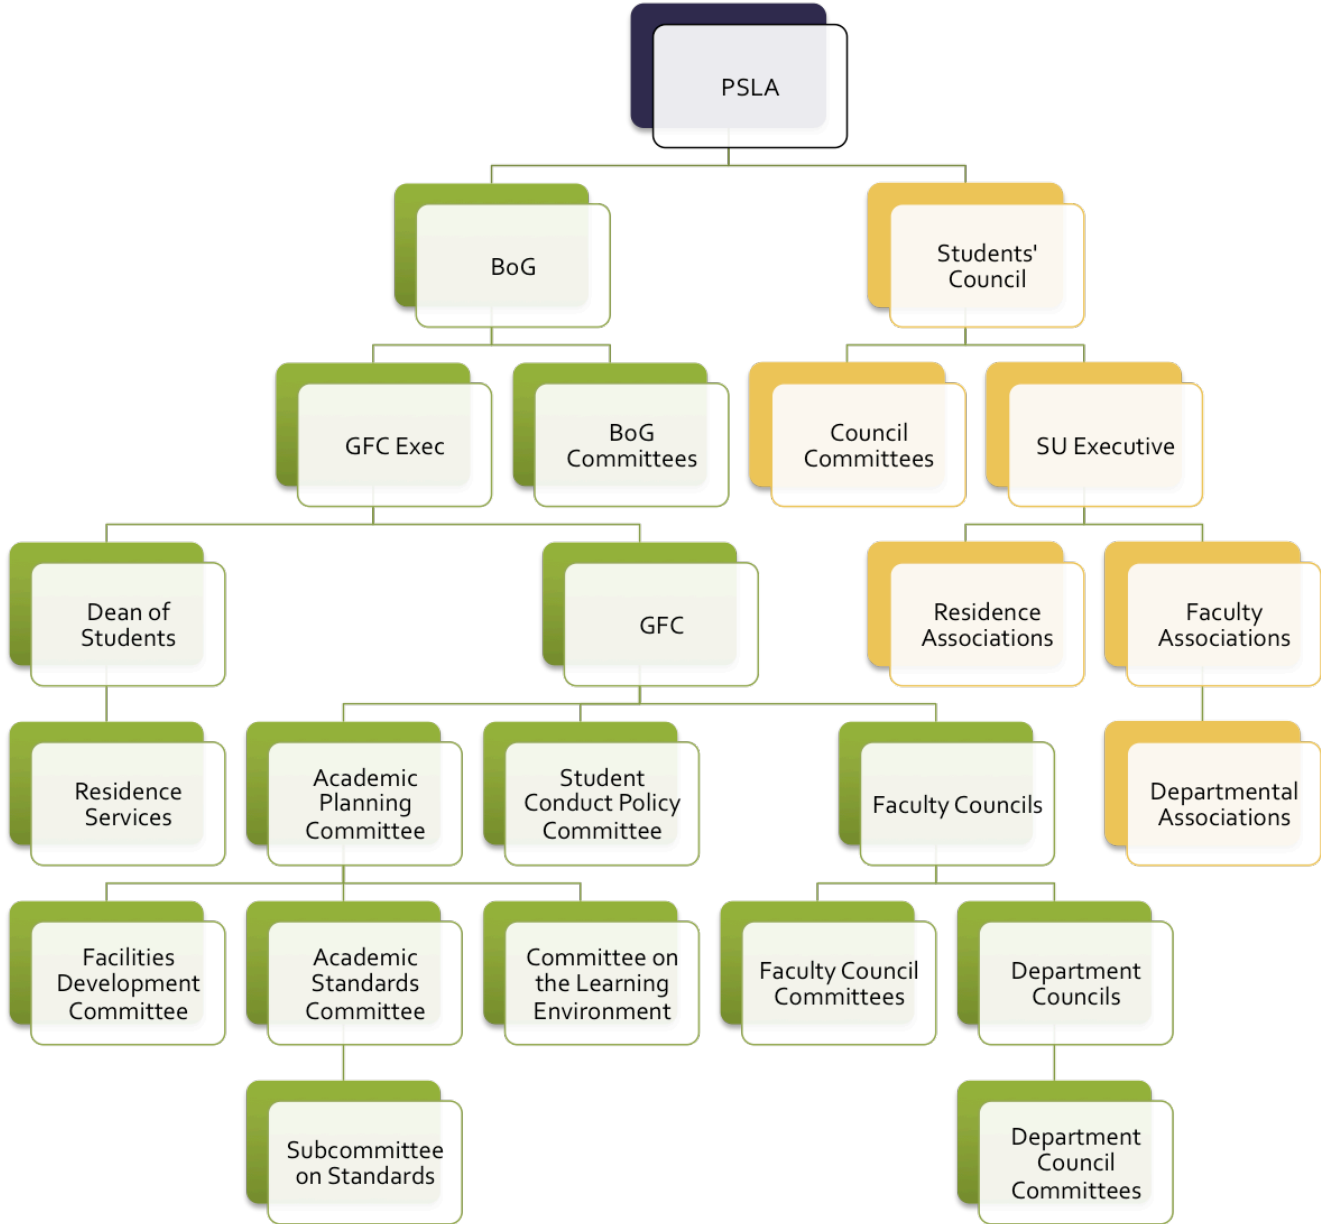 PSLA
BoG
Students'
Council
GFC Exec
BoG
Committees
Council
Committees
SU Executive
Dean of
Students
GFC
Residence
Associations
Faculty
Associations
Residence
Services
Academic
Planning
Committee
Student
Conduct Policy
Committee
Faculty Councils
Departmental
Associations
Facilities
Development
Committee
Academic
Standards
Committee
Committee on
the Learning
Environment
Faculty Council
Committees
Department
Councils
Subcommittee
on Standards
Department
Council
Committees